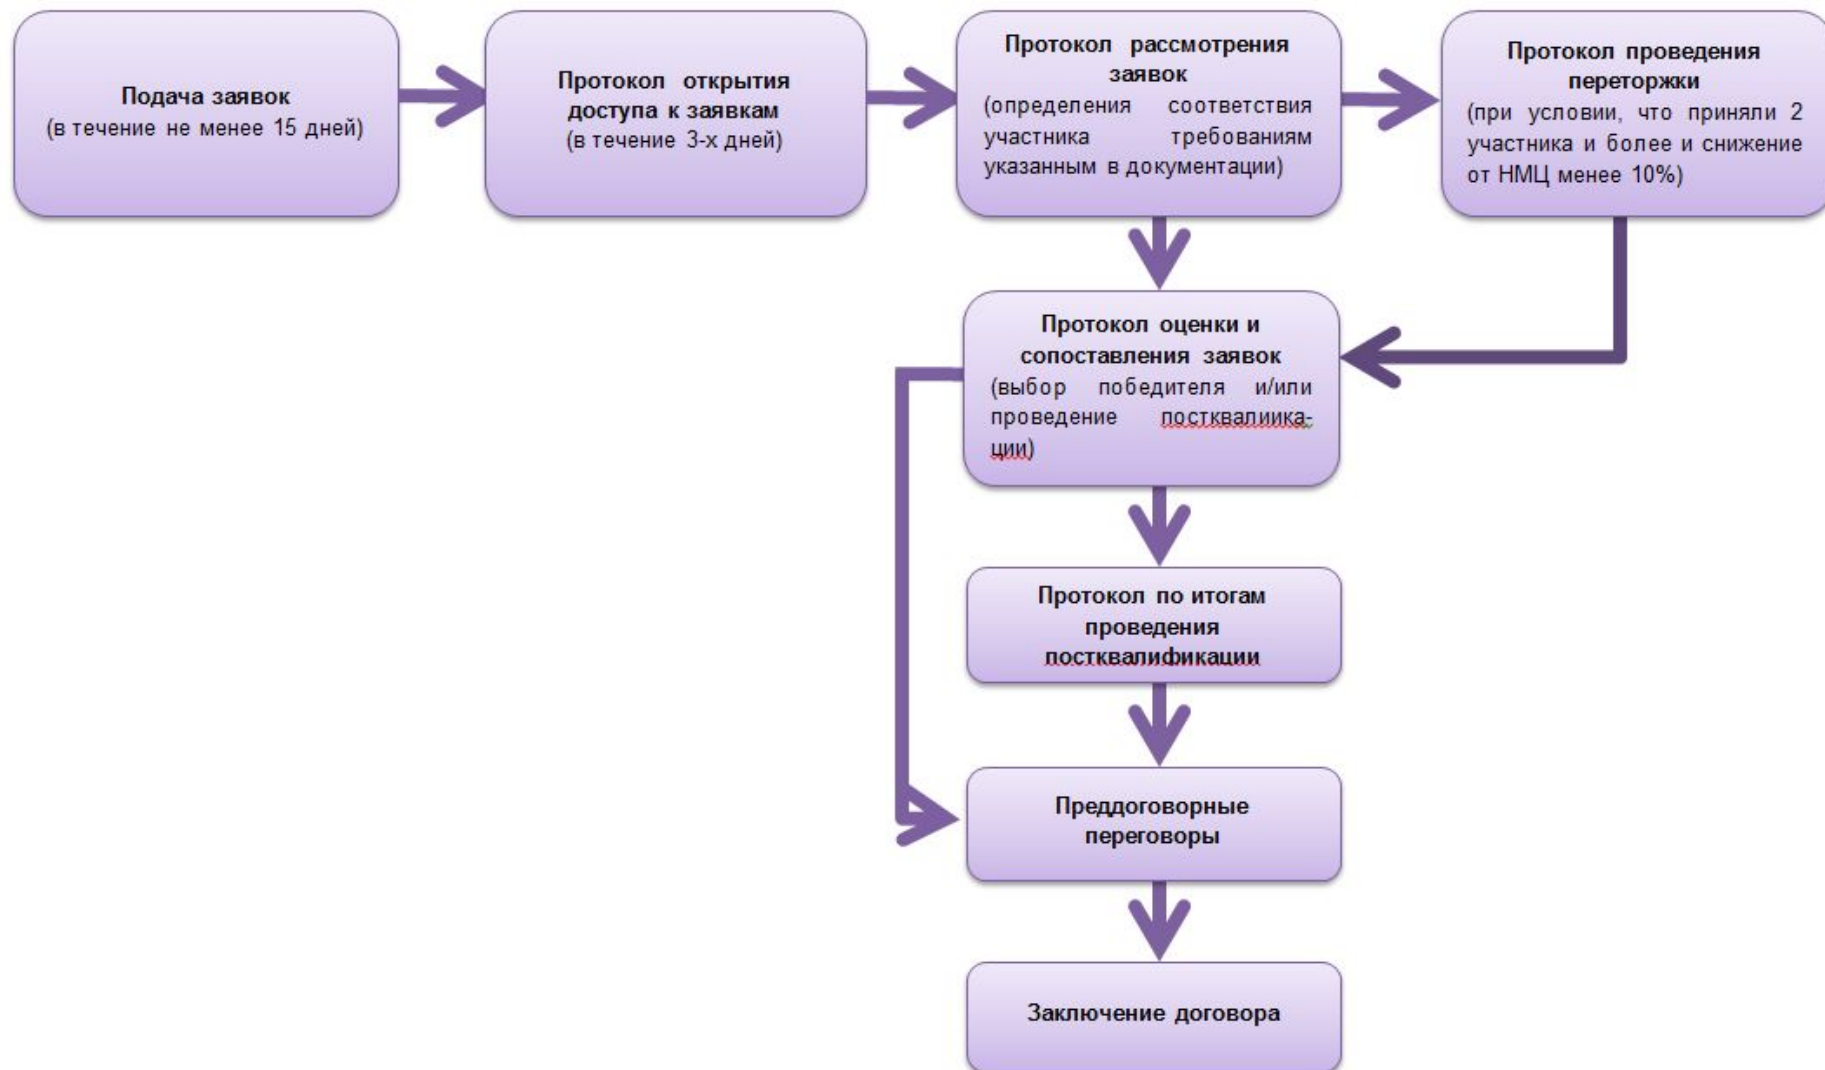 Подача заявок
(в течение не менее 15 дней)
Протокол открытия
доступа к заявкам
(в течение 3-х дней)
Протокол рассмотрения
заявок
(определения соответствия
участника требованиям
указанным в документации)
Протокол проведения
переторжки
(при условии, что приняли 2
участника и более и снижение
от НМЦ менее 10%)
Протокол оценки и
сопоставления заявок
(выбор победителя и/или
проведение постквалиика-
ции)
Протокол по итогам
проведения
постквалификации
Преддоговорные
переговоры
Заключение договора